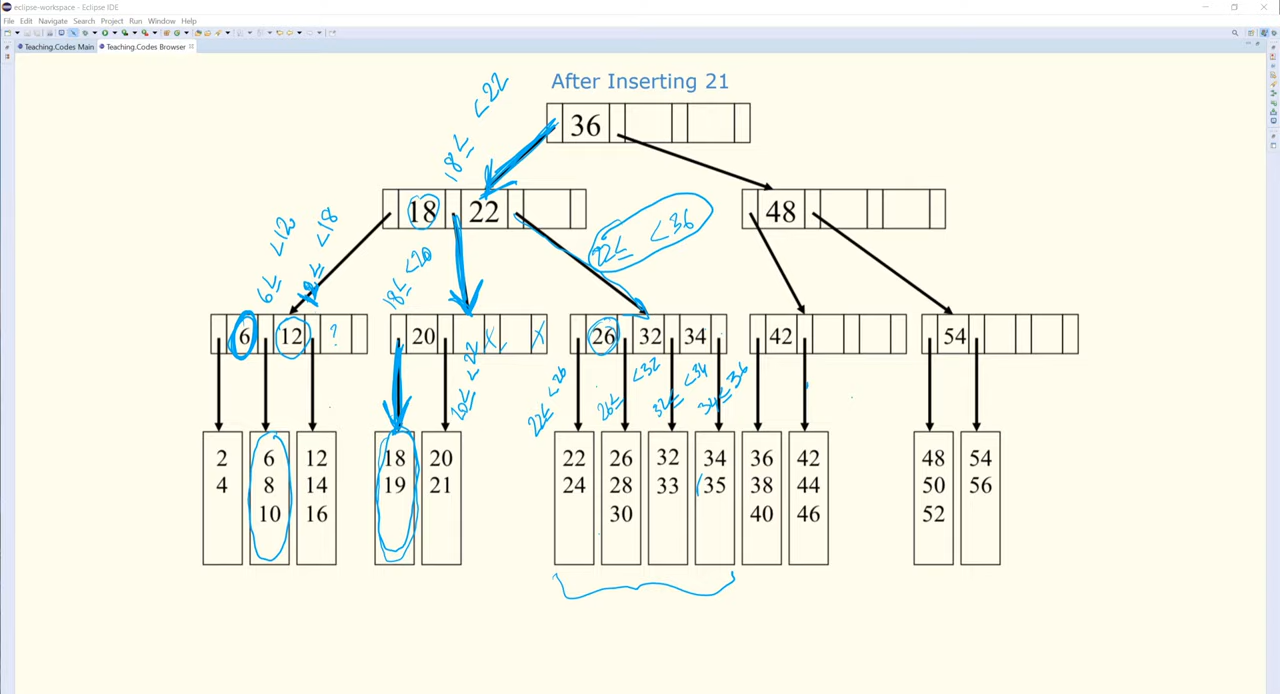 eclipse-workspace - Eclipse IDE
File Edit Navigate Search Project Run Window Help
Teaching.Codes Main Teaching.Codes Browser
After Inserting 21
36
18≤ <22
18 22
48
22≤ <36
6≤ <12
≤ <18
18≤ <20
6 12 ?
20 X X
26 32 34
42
54
<22
22≤ <26
26≤ <32
32≤ <34
34≤ <36
2 6 12 18 20 22 26 32 34 36 42 48 54
4 8 14 19 21 24 28 33 35 38 44 50 56
10 16 30 40 46 52